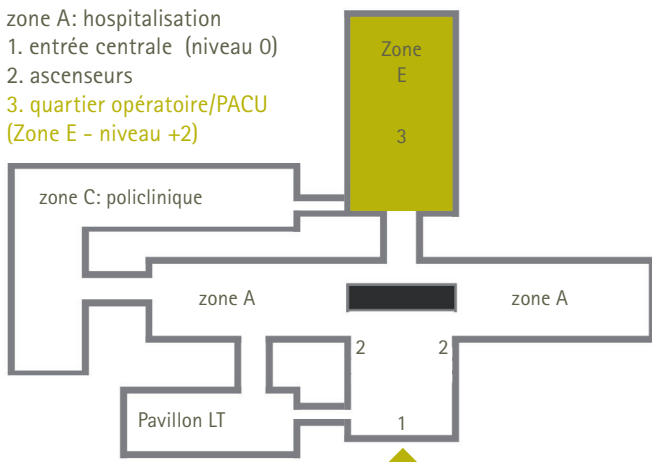 zone A: hospitalisation
1. entrée centrale (niveau 0)
2. ascenseurs
3. quartier opératoire/PACU
(Zone E - niveau +2)
Zone
E
3
zone C: policlinique
zone A
zone A
2
2
Pavillon LT
1